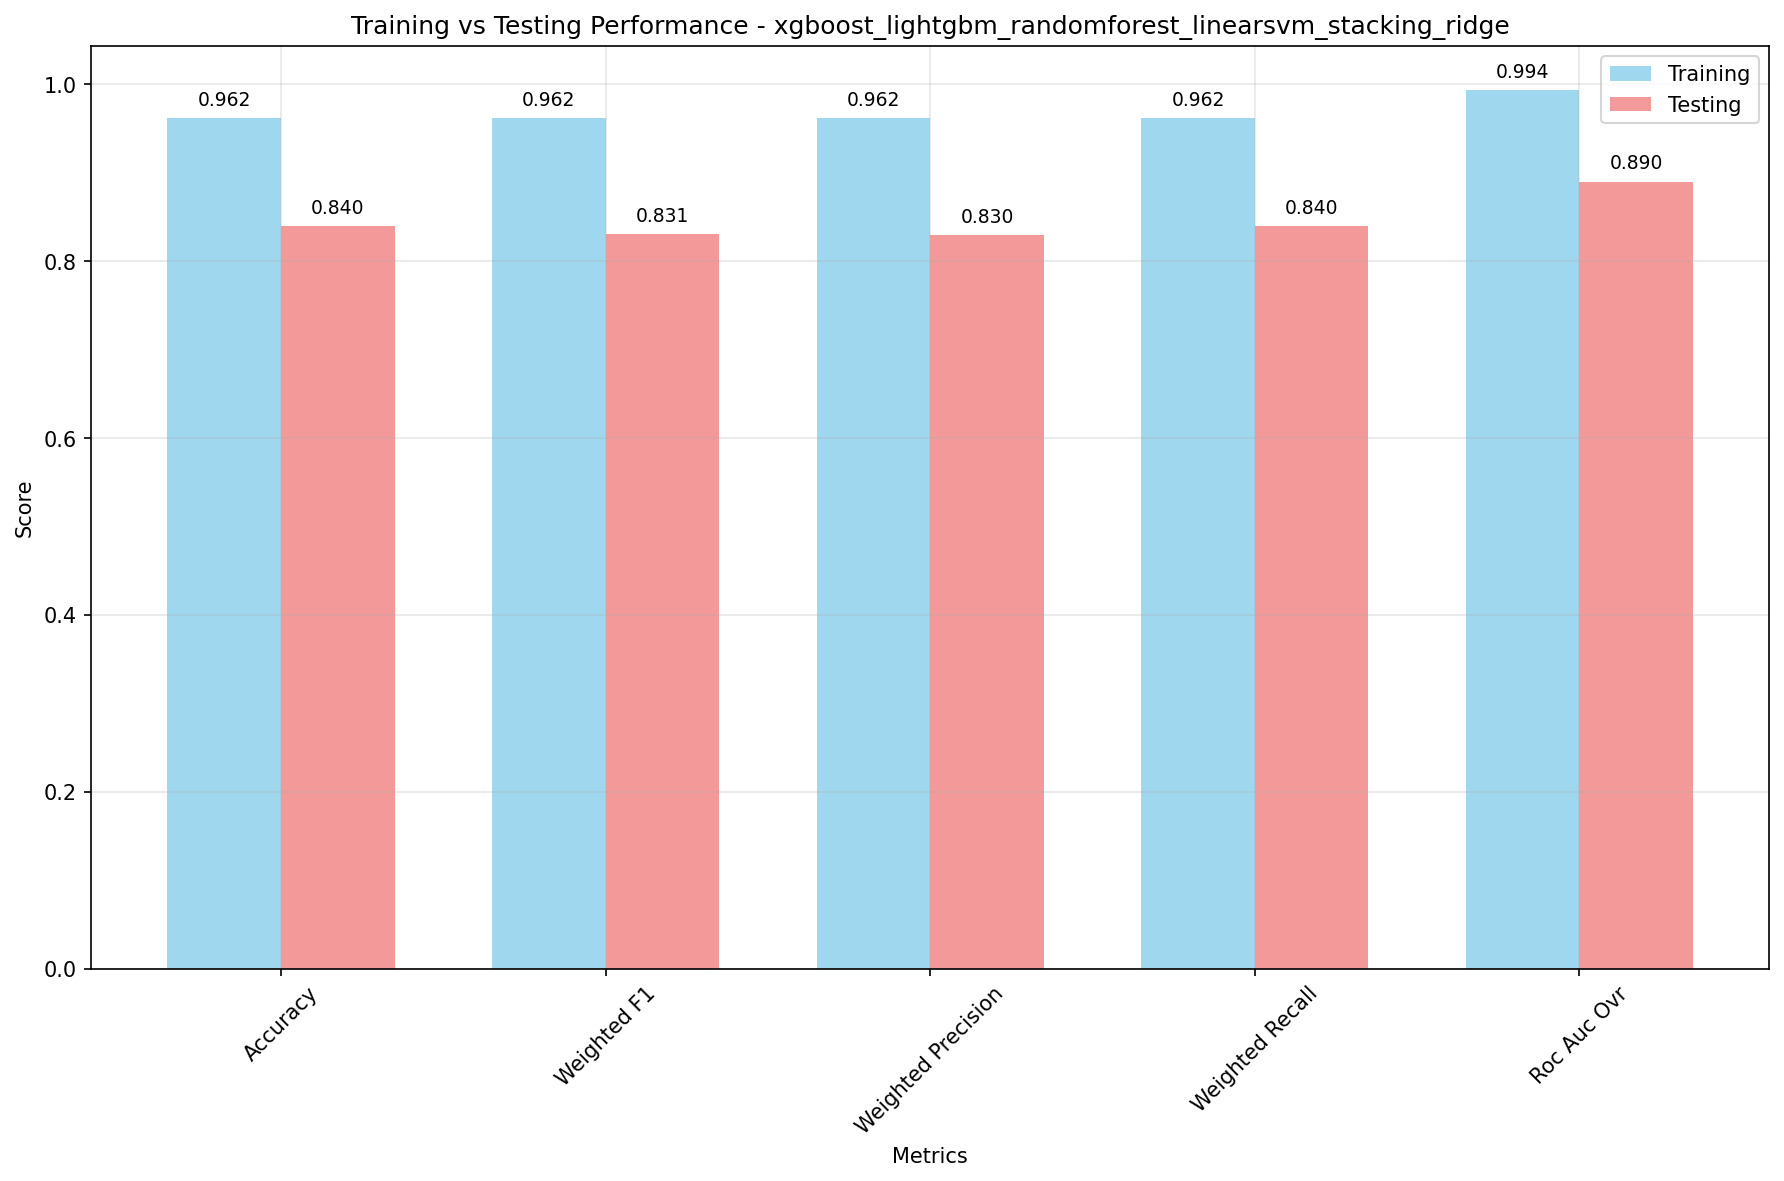 Training vs Testing Performance - xgboost_lightgbm_randomforest_linearsvm_stacking_ridge
Training
Testing
0.962
0.840
0.962
0.831
0.962
0.830
0.962
0.840
0.994
0.890
Score
1.0
0.8
0.6
0.4
0.2
0.0
Accuracy
Weighted F1
Weighted Precision
Weighted Recall
Roc Auc Ovr
Metrics